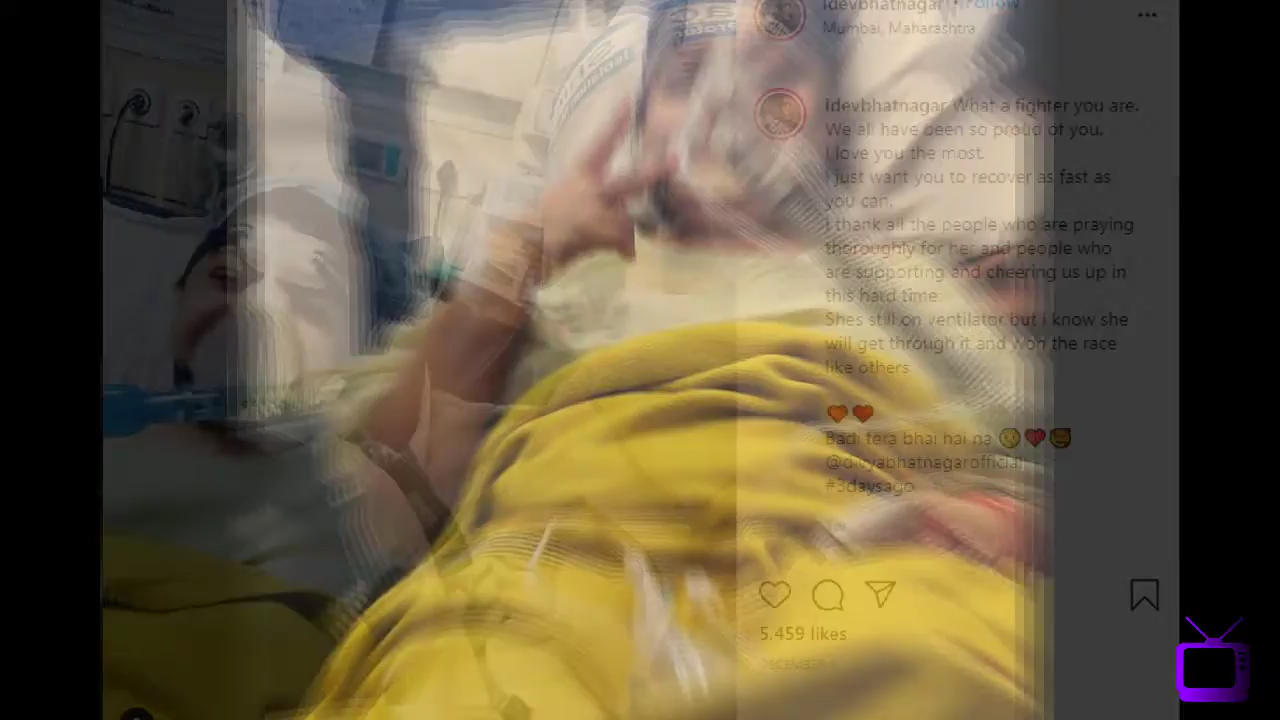 idevbhatnagar • Follow
Mumbai, Maharashtra
idevbhatnagar What a fighter you are.
We all have been so proud of you.
I love you the most.
I just want you to recover as fast as
you can.
I thank all the people who are praying
thoroughly for her and people who
are supporting and cheering us up in
this hard time.
Shes still on ventilator but i know she
will get through it and won the race
like others
Badi tera bhai hai na
@divyabhatnagarofficial
#3daysago
5.459 likes